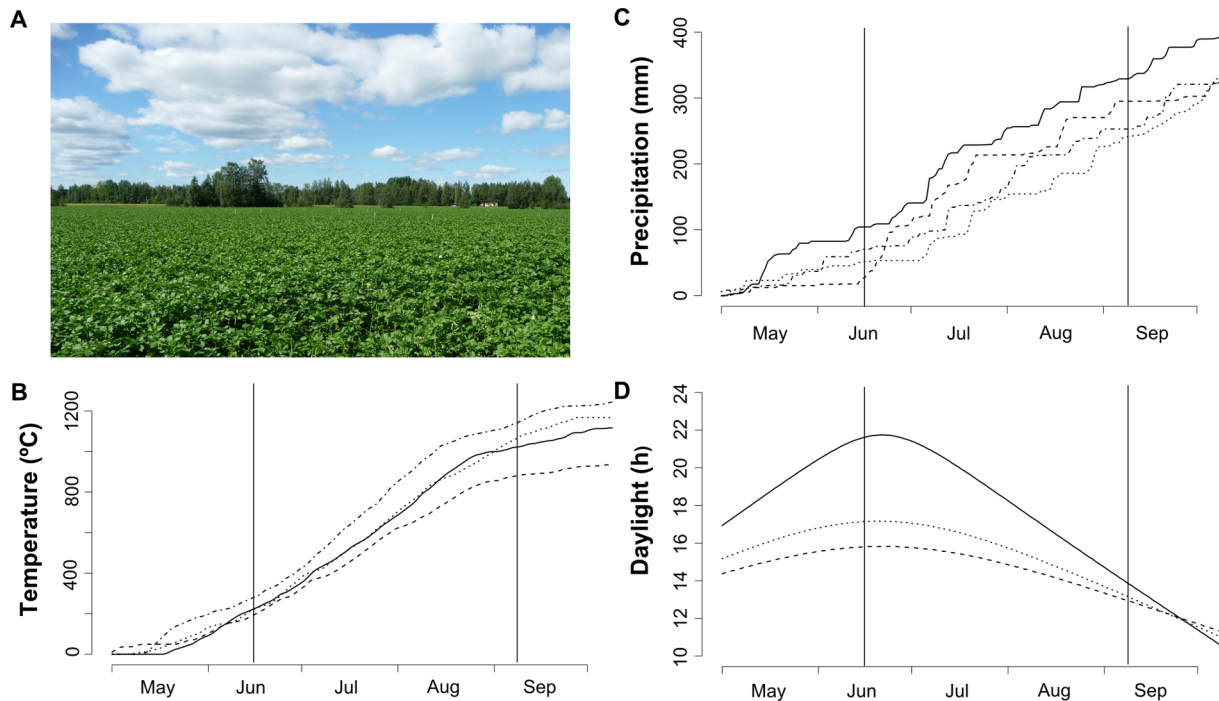 A
B
Temperature (ºC)
0
400
800
1200
May
Jun
Jul
Aug
Sep
C
Precipitation (mm)
0
100
200
300
400
May
Jun
Jul
Aug
Sep
D
Daylight (h)
10
12
14
16
18
20
22
24
May
Jun
Jul
Aug
Sep